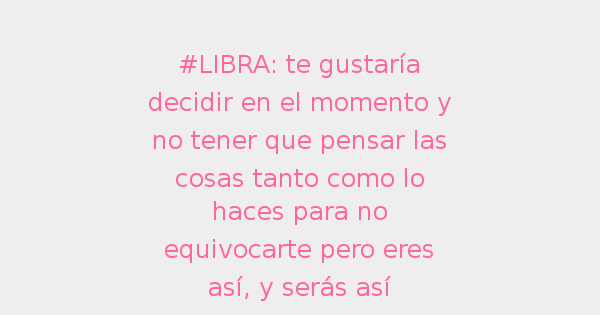 #LIBRA: te gustaría
decidir en el momento y
no tener que pensar las
cosas tanto como lo
haces para no
equivocarte pero eres
así, y serás así